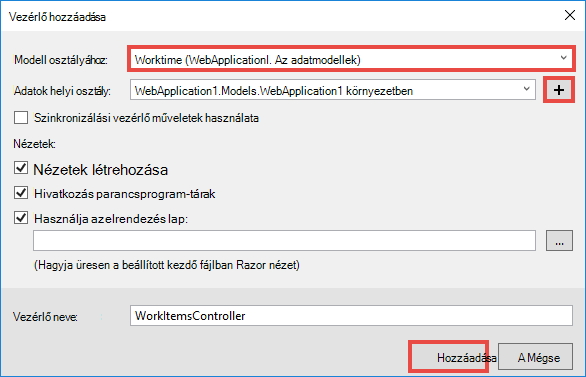 Vezérlő hozzáadása
Modell osztályához: Worktime (WebApplicationl. Az adatmodellek)
Adatok helyi osztály: WebApplication1.Models.WebApplication1 környezetben +
Szinkronizálási vezérlő műveletek használata
Nézetek:
Nézetek létrehozása
Hivatkozás parancsprogram-tárak
Használja azelrendezés lap:
...
(Hagyja üresen a beállított kezdő fájlban Razor nézet)
Vezérlő neve: WorkItemsController
Hozzáadása A Mégse